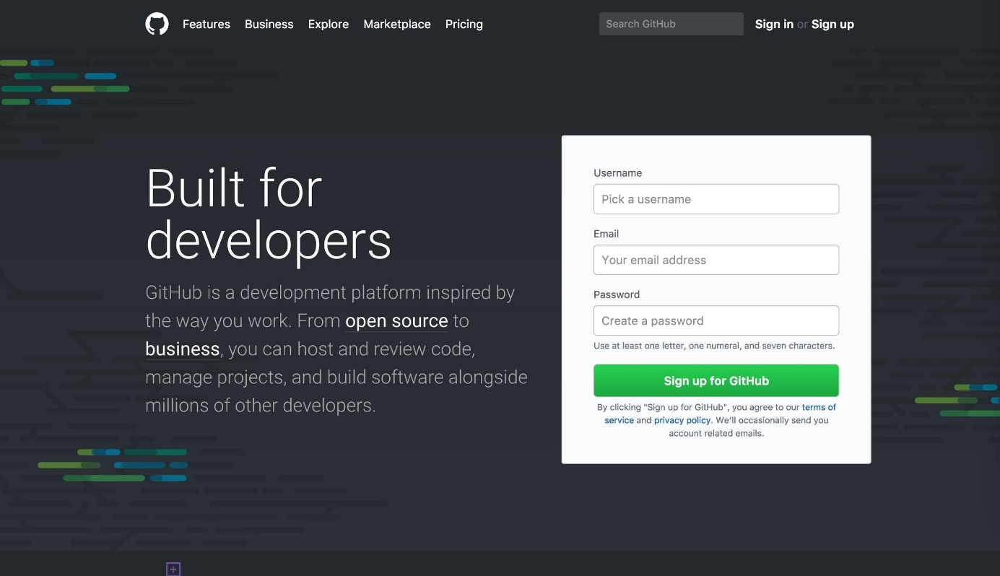 Features Business Explore Marketplace Pricing Search GitHub Sign in or Sign up
Built for
developers
GitHub is a development platform inspired by
the way you work. From open source to
business, you can host and review code,
manage projects, and build software alongside
millions of other developers.
Username
Pick a username
Email
Your email address
Password
Create a password
Use at least one letter, one numeral, and seven characters.
Sign up for GitHub
By clicking "Sign up for GitHub", you agree to our terms of
service and privacy policy. We’ll occasionally send you
account related emails.